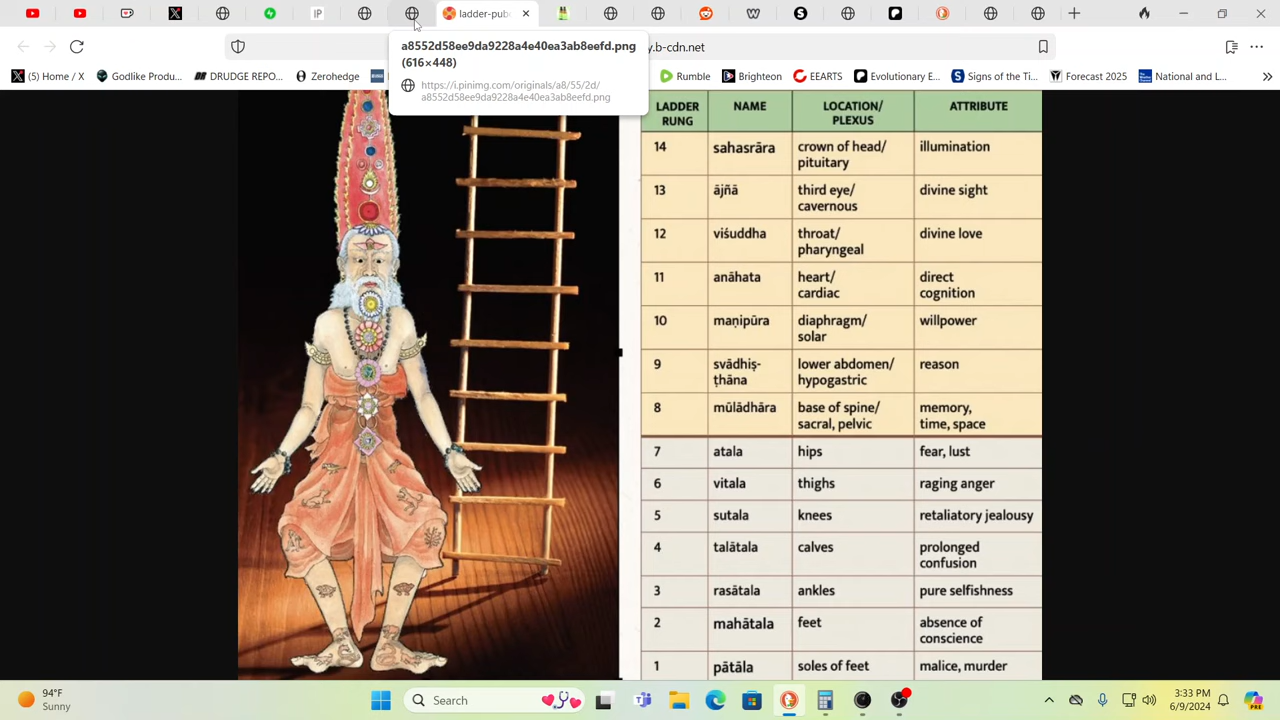 ladder-pub
a8552d58ee9da9228a4e40ea3ab8eefd.png
(616×448)
https://i.pinimg.com/originals/a8/55/2d/
a8552d58ee9da9228a4e40ea3ab8eefd.png
y.b-cdn.net
(5) Home / X
Godlike Produ...
DRUDGE REPO...
Zerohedge
Rumble
Brighteon
EEARTS
Evolutionary E...
Signs of the Ti...
Forecast 2025
National and L...
LADDER RUNG NAME LOCATION/ PLEXUS ATTRIBUTE
14 sahasrāra crown of head/ pituitary illumination
13 ājñā third eye/ cavernous divine sight
12 viśuddha throat/ pharyngeal divine love
11 anāhata heart/ cardiac direct cognition
10 maṇipūra diaphragm/ solar willpower
9 svādhiṣ- ṭhāna lower abdomen/ hypogastric reason
8 mūlādhāra base of spine/ sacral, pelvic memory, time, space
7 atala hips fear, lust
6 vitala thighs raging anger
5 sutala knees retaliatory jealousy
4 talātala calves prolonged confusion
3 rasātala ankles pure selfishness
2 mahātala feet absence of conscience
1 pātāla soles of feet malice, murder
94°F
Sunny
Search
3:33 PM
6/9/2024